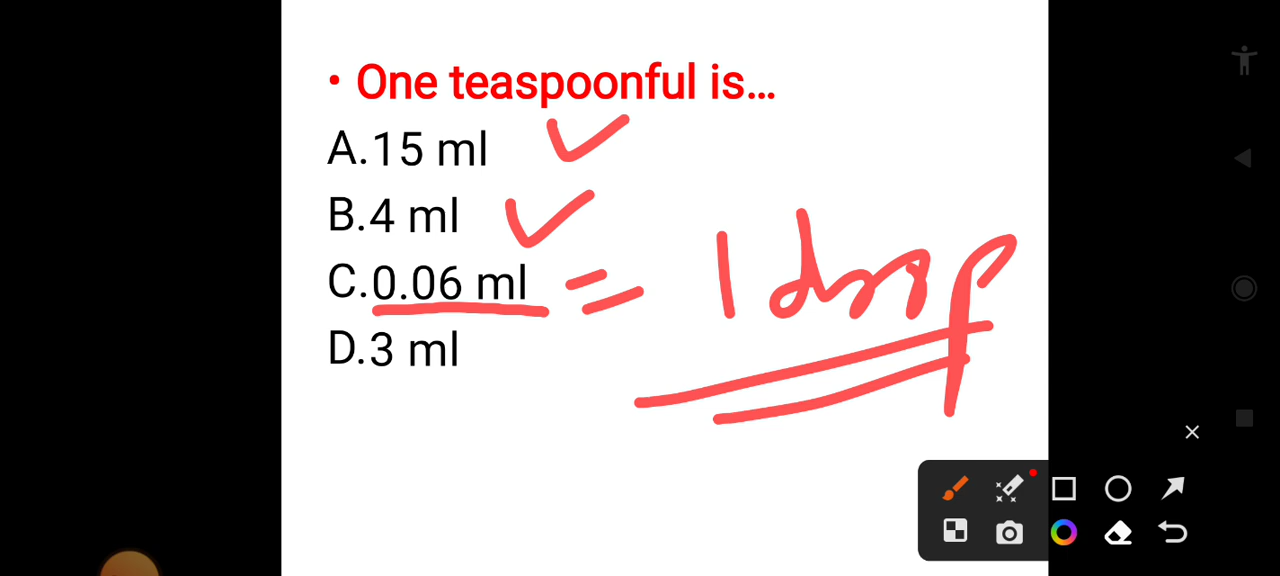 • One teaspoonful is...
A.15 ml
B.4 ml
C.0.06 ml = 1 drop
D.3 ml